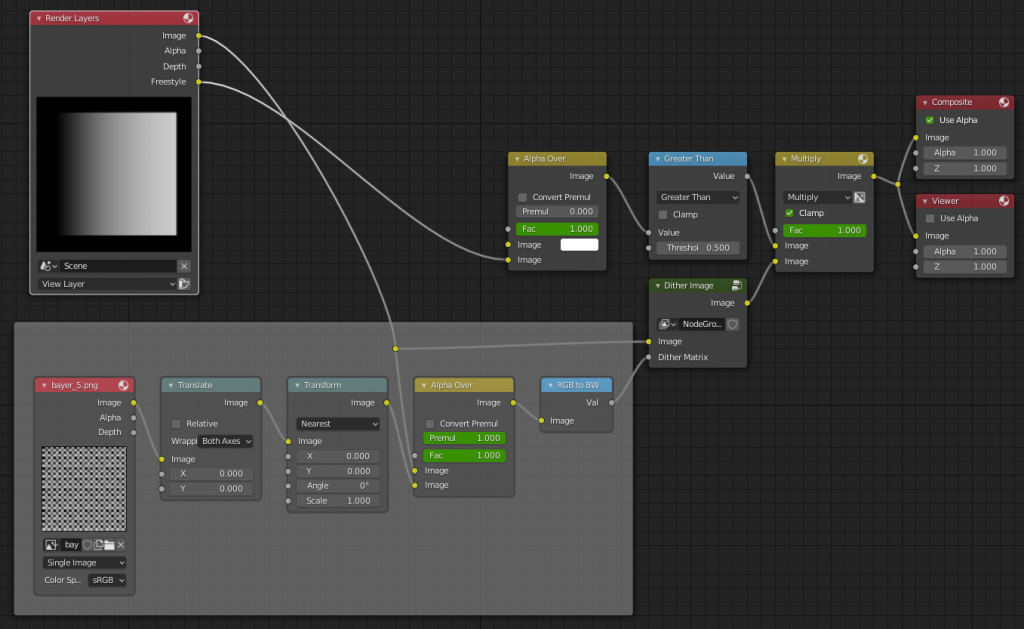 Render Layers
Image
Alpha
Depth
Freestyle
Scene
View Layer
Alpha Over
Image
Convert Premul
Premul 0.000
Fac 1.000
Image
Image
Greater Than
Value
Greater Than
Clamp
Value
Threshol 0.500
Multiply
Image
Multiply
Clamp
Fac 1.000
Image
Image
Composite
Use Alpha
Image
Alpha 1.000
Z 1.000
Viewer
Use Alpha
Image
Alpha 1.000
Z 1.000
Dither Image
Image
NodeGro...
Image
Dither Matrix
bayer_5.png
Image
Alpha
Depth
bay
Single Image
Color Sp... sRGB
Translate
Image
Relative
Wrappi Both Axes
Image
X 0.000
Y 0.000
Transform
Image
Nearest
Image
X 0.000
Y 0.000
Angle 0°
Scale 1.000
Alpha Over
Image
Convert Premul
Premul 1.000
Fac 1.000
Image
Image
RGB to BW
Val
Image